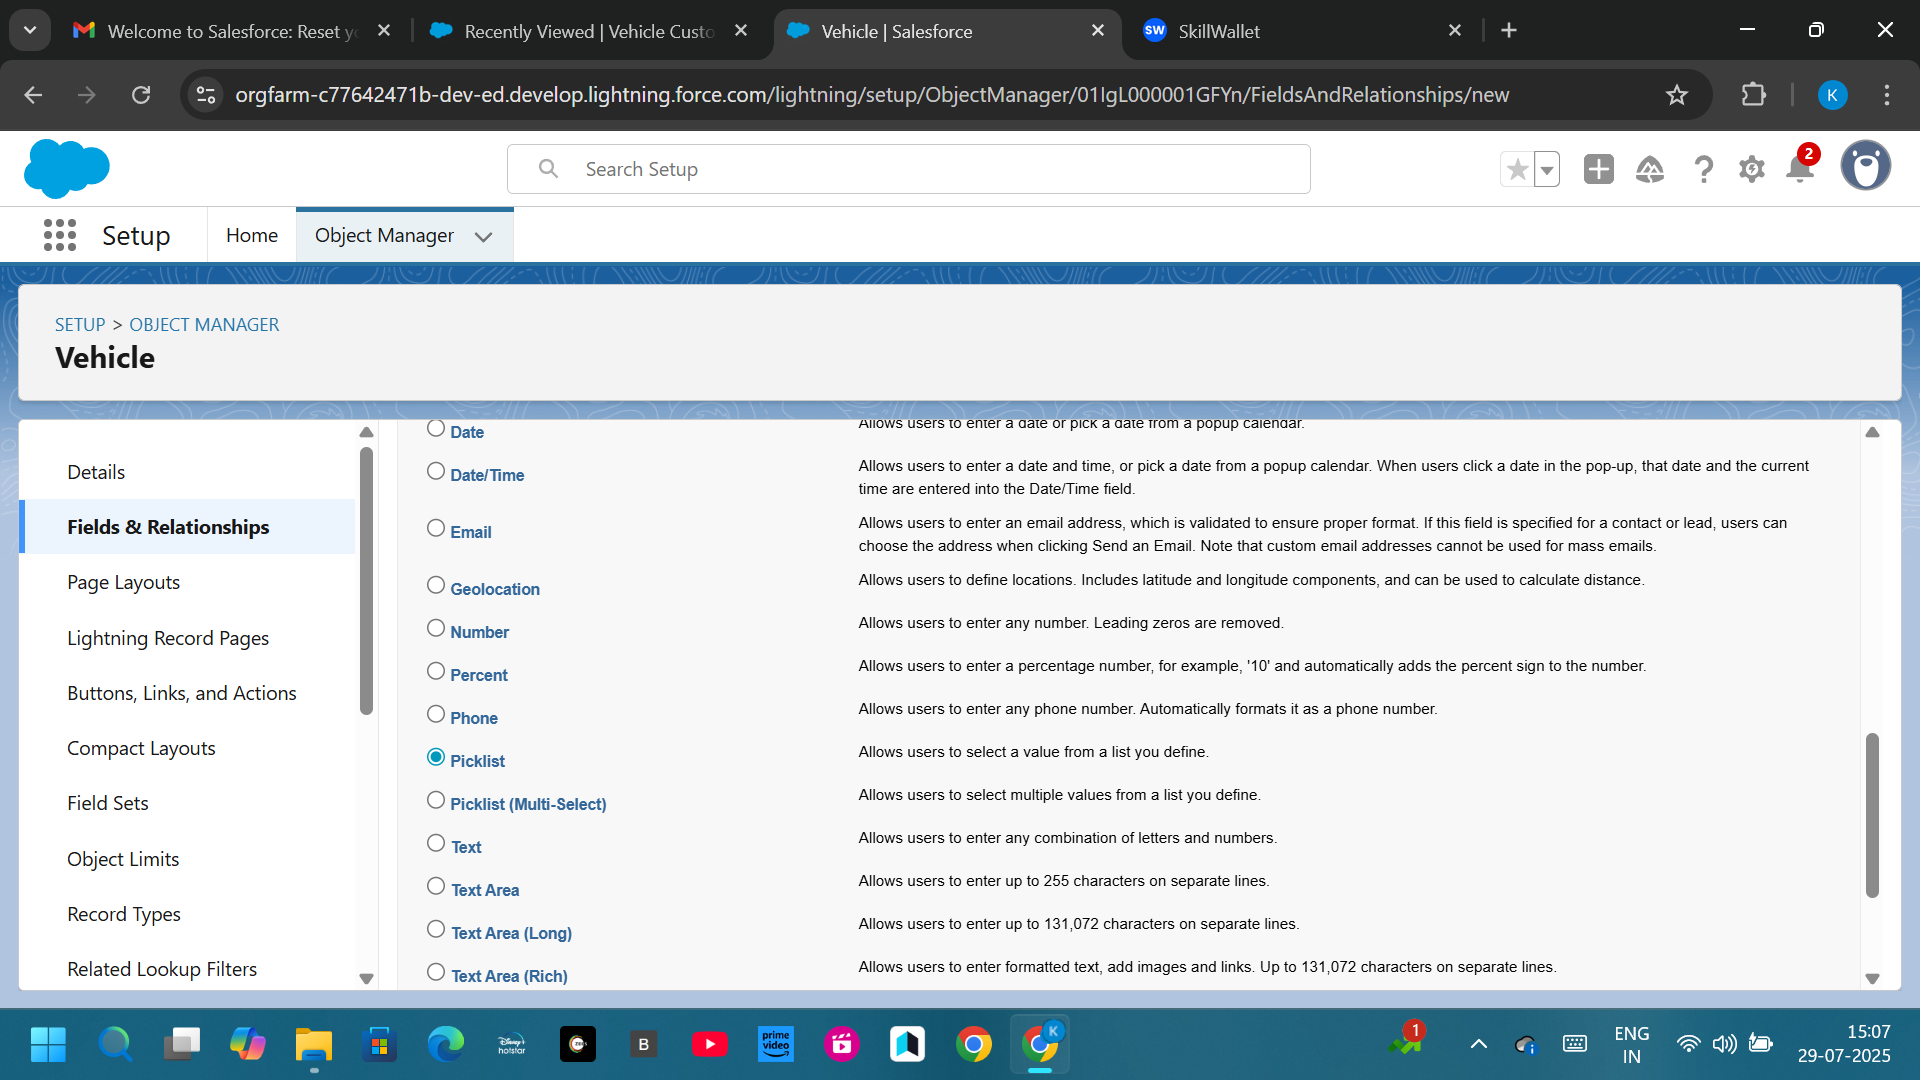 Welcome to Salesforce: Reset yo
Recently Viewed | Vehicle Custo
Vehicle | Salesforce
SW
SkillWallet
orgfarm-c77642471b-dev-ed.develop.lightning.force.com/lightning/setup/ObjectManager/01IgL000001GFYn/FieldsAndRelationships/new
K
Search Setup
2
Setup
Home
Object Manager
SETUP > OBJECT MANAGER
Vehicle
Details
Fields & Relationships
Page Layouts
Lightning Record Pages
Buttons, Links, and Actions
Compact Layouts
Field Sets
Object Limits
Record Types
Related Lookup Filters
Date
Allows users to enter a date or pick a date from a popup calendar.
Date/Time
Allows users to enter a date and time, or pick a date from a popup calendar. When users click a date in the pop-up, that date and the current
time are entered into the Date/Time field.
Email
Allows users to enter an email address, which is validated to ensure proper format. If this field is specified for a contact or lead, users can
choose the address when clicking Send an Email. Note that custom email addresses cannot be used for mass emails.
Geolocation
Allows users to define locations. Includes latitude and longitude components, and can be used to calculate distance.
Number
Allows users to enter any number. Leading zeros are removed.
Percent
Allows users to enter a percentage number, for example, '10' and automatically adds the percent sign to the number.
Phone
Allows users to enter any phone number. Automatically formats it as a phone number.
Picklist
Allows users to select a value from a list you define.
Picklist (Multi-Select)
Allows users to select multiple values from a list you define.
Text
Allows users to enter any combination of letters and numbers.
Text Area
Allows users to enter up to 255 characters on separate lines.
Text Area (Long)
Allows users to enter up to 131,072 characters on separate lines.
Text Area (Rich)
Allows users to enter formatted text, add images and links. Up to 131,072 characters on separate lines.
hotstar
B
prime
video
K
1
ENG
IN
15:07
29-07-2025